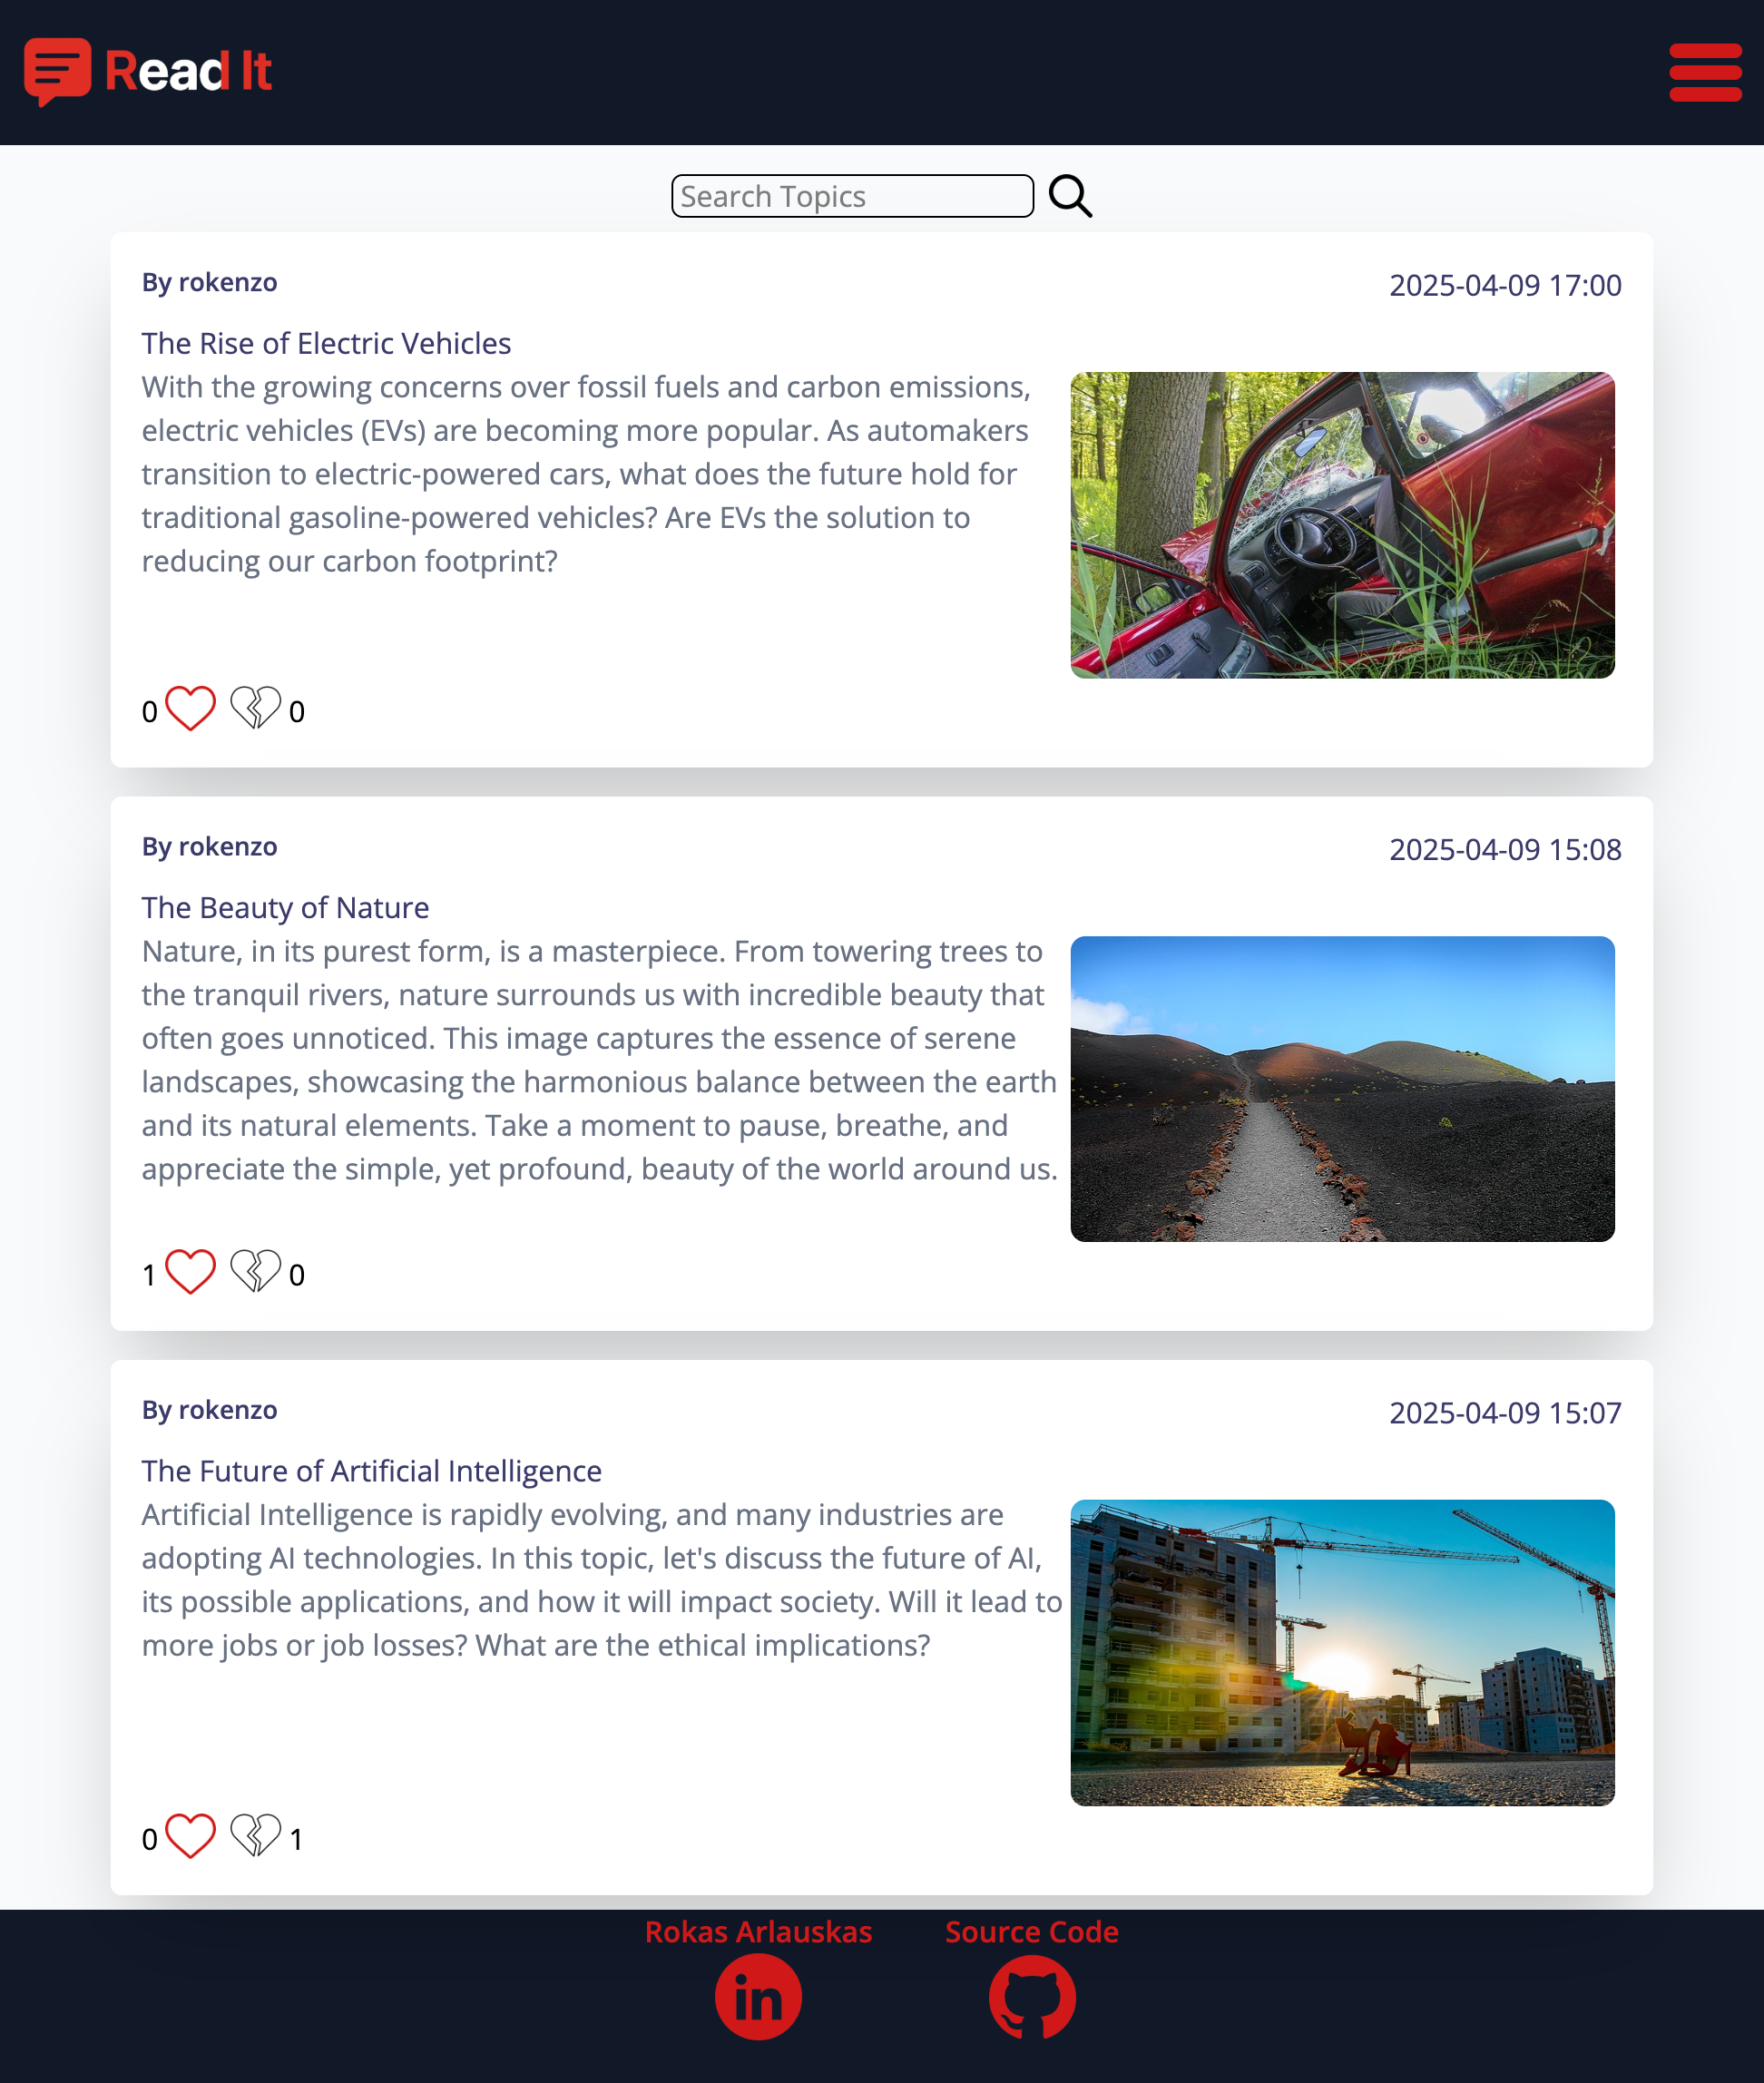 Read It
Search Topics
By rokenzo
2025-04-09 17:00
The Rise of Electric Vehicles
With the growing concerns over fossil fuels and carbon emissions,
electric vehicles (EVs) are becoming more popular. As automakers
transition to electric-powered cars, what does the future hold for
traditional gasoline-powered vehicles? Are EVs the solution to
reducing our carbon footprint?
0 0
By rokenzo
2025-04-09 15:08
The Beauty of Nature
Nature, in its purest form, is a masterpiece. From towering trees to
the tranquil rivers, nature surrounds us with incredible beauty that
often goes unnoticed. This image captures the essence of serene
landscapes, showcasing the harmonious balance between the earth
and its natural elements. Take a moment to pause, breathe, and
appreciate the simple, yet profound, beauty of the world around us.
1 0
By rokenzo
2025-04-09 15:07
The Future of Artificial Intelligence
Artificial Intelligence is rapidly evolving, and many industries are
adopting AI technologies. In this topic, let's discuss the future of AI,
its possible applications, and how it will impact society. Will it lead to
more jobs or job losses? What are the ethical implications?
0 1
Rokas Arlauskas
Source Code
in